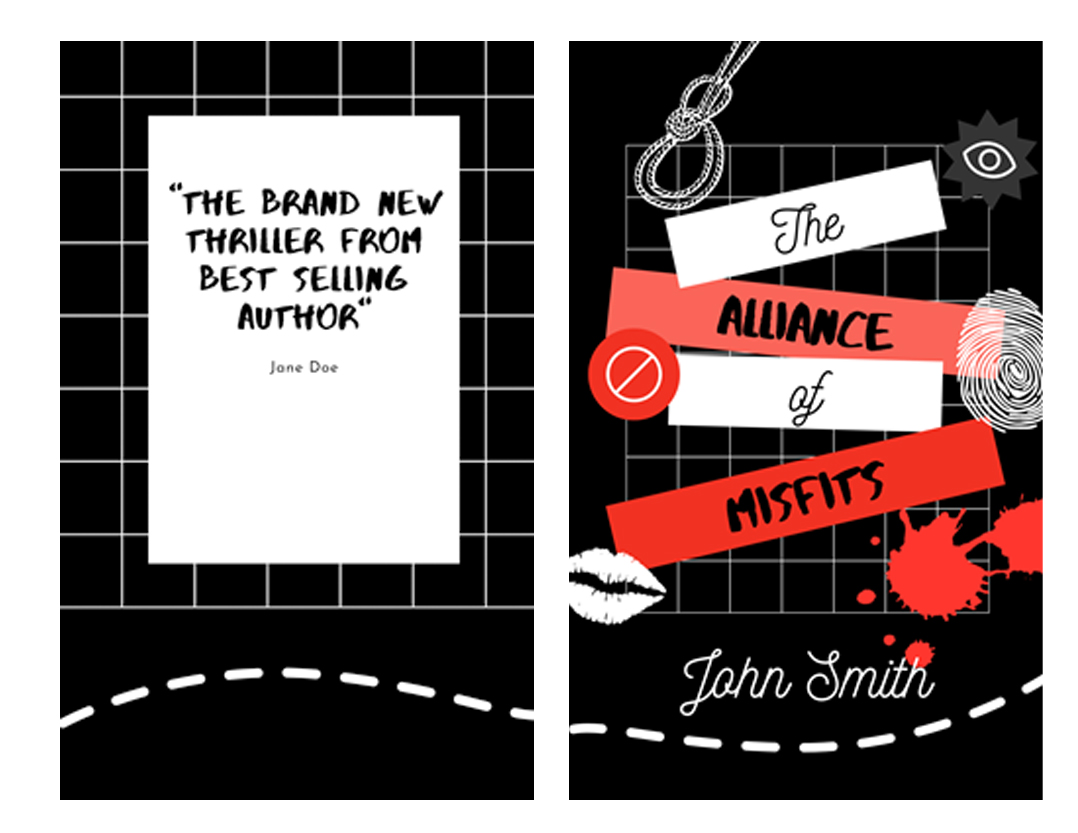 “THE BRAND NEW
THRILLER FROM
BEST SELLING
AUTHOR“
Jane Doe
The
ALLIANCE
of
MISFITS
John Smith